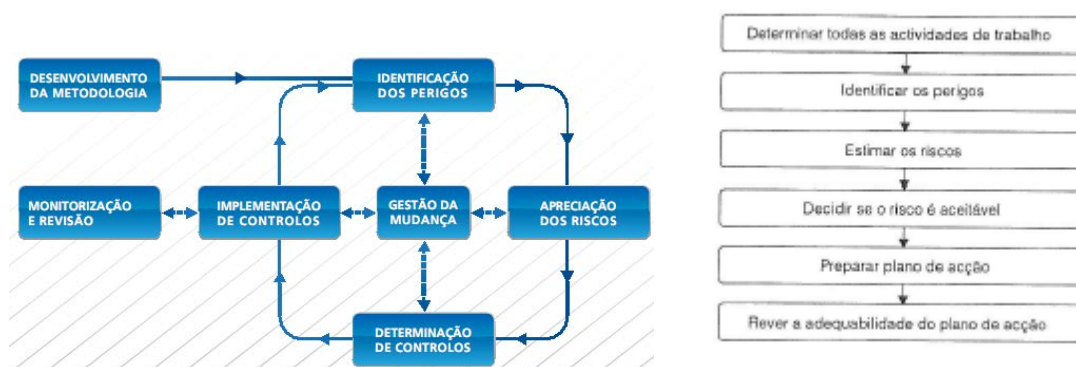 DESENVOLVIMENTO
DA METODOLOGIA
IDENTIFICAÇÃO
DOS PERIGOS
MONITORIZAÇÃO
E REVISÃO
IMPLEMENTAÇÃO
DE CONTROLOS
GESTÃO DA
MUDANÇA
APRECIAÇÃO
DOS RISCOS
DETERMINAÇÃO
DE CONTROLOS
Determinar todas as actividades de trabalho
Identificar os perigos
Estimar os riscos
Decidir se o risco é aceitável
Preparar plano de acção
Rever a adequabilidade do plano de acção